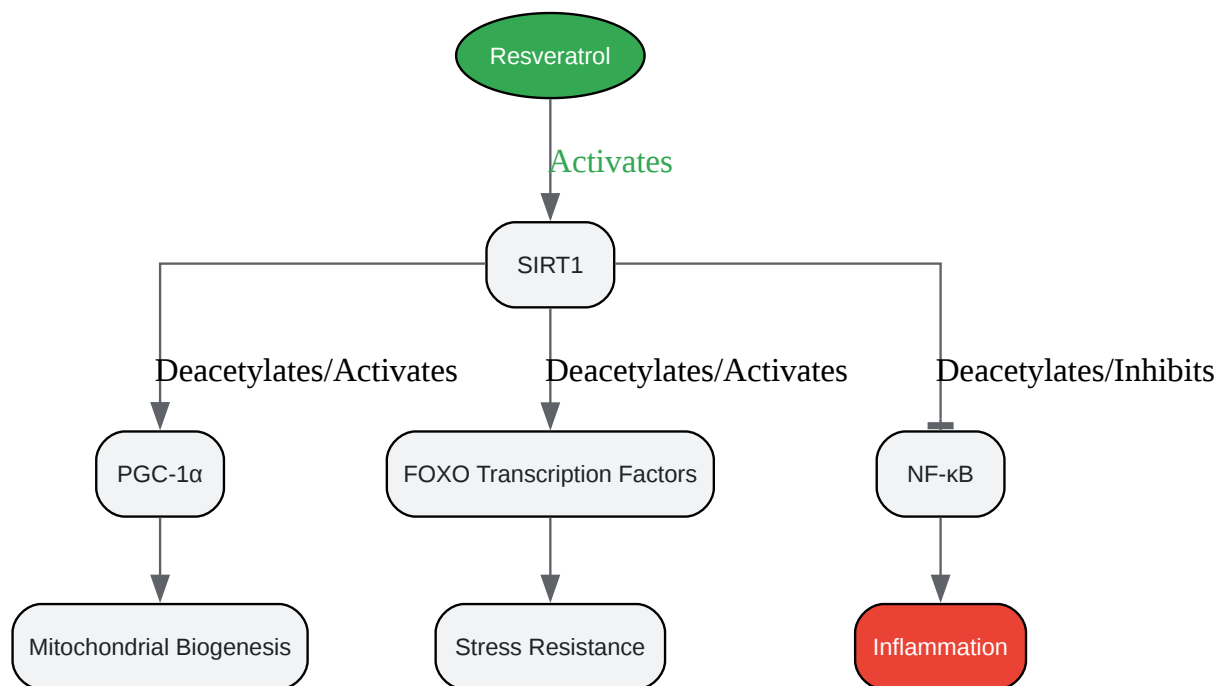 Resveratrol
Activates
SIRT1
Deacetylates/Activates
Deacetylates/Activates
Deacetylates/Inhibits
PGC-1α
FOXO Transcription Factors
NF-κB
Mitochondrial Biogenesis
Stress Resistance
Inflammation